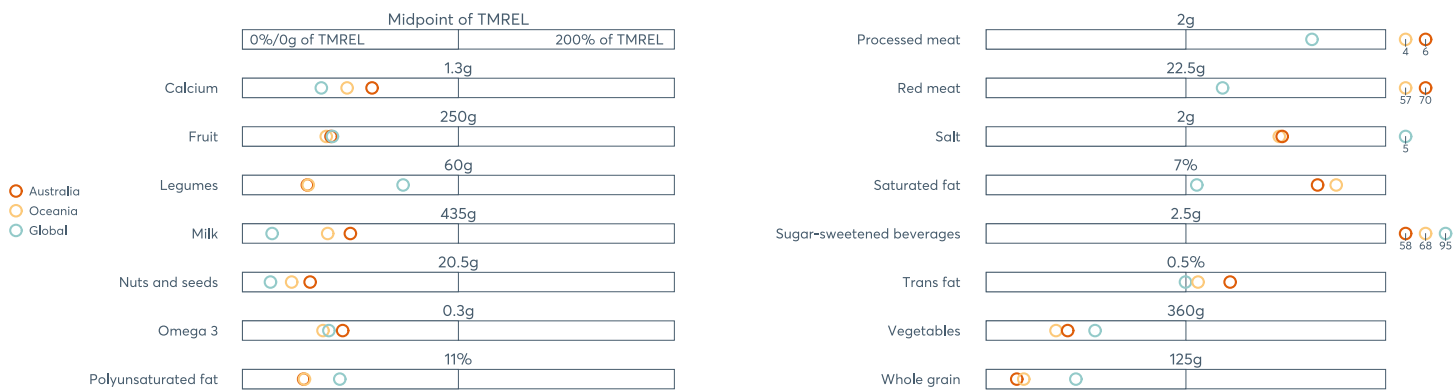 Midpoint of TMREL
0%/0g of TMREL
200% of TMREL
1.3g
Calcium
250g
Fruit
60g
Legumes
435g
Milk
20.5g
Nuts and seeds
0.3g
Omega 3
11%
Polyunsaturated fat
Australia
Oceania
Global
2g
Processed meat
4 6
22.5g
Red meat
57 70
2g
Salt
5
7%
Saturated fat
2.5g
Sugar-sweetened beverages
58 68 95
0.5%
Trans fat
360g
Vegetables
125g
Whole grain